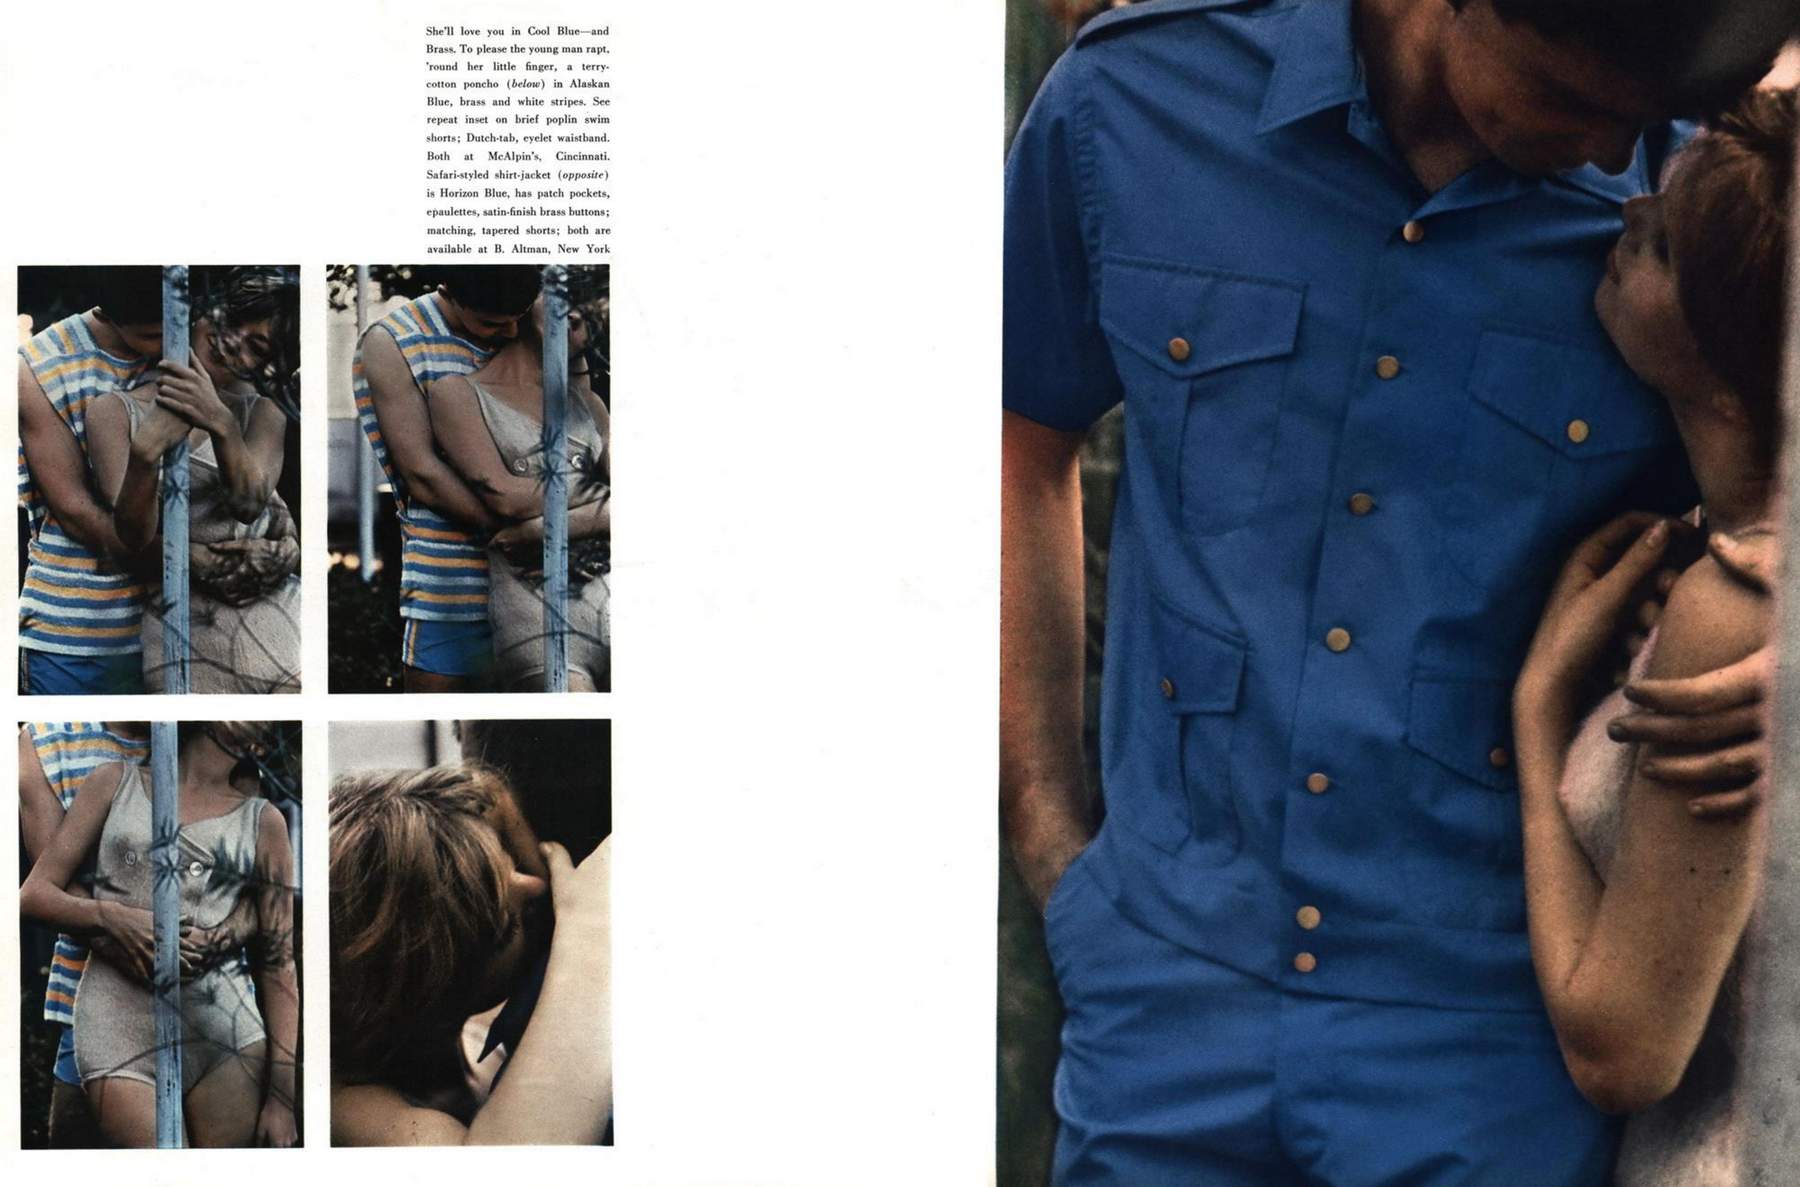 She'll love you in Cool Blue—and
Brass. To please the young man rapt,
'round her little finger, a terry-
cotton poncho (below) in Alaskan
Blue, brass and white stripes. See
repeat inset on brief poplin swim
shorts; Dutch-tab, eyelet waistband.
Both at McAlpin's, Cincinnati.
Safari-styled shirt-jacket (opposite)
is Horizon Blue, has patch pockets,
epaulettes, satin-finish brass buttons;
matching, tapered shorts; both are
available at B. Altman, New York